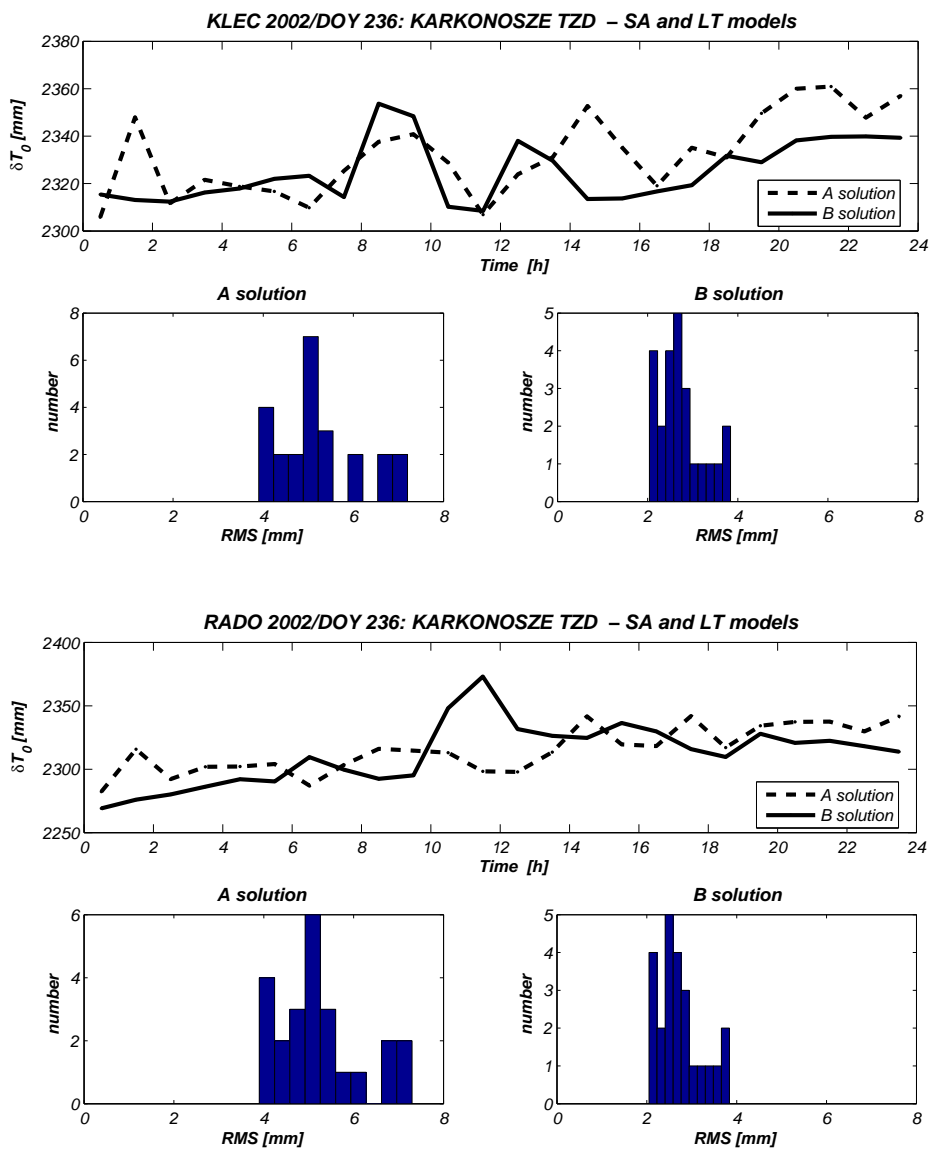 KLEC 2002/DOY 236: KARKONOSZE TZD – SA and LT models
2380
2360
2340
2320
2300
δT0 [mm]
A solution
B solution
0 2 4 6 8 10 12 14 16 18 20 22 24
Time [h]
A solution
8
6
4
2
0
number
0 2 4 6 8
RMS [mm]
B solution
5
4
3
2
1
0
number
0 2 4 6 8
RMS [mm]
RADO 2002/DOY 236: KARKONOSZE TZD – SA and LT models
2400
2350
2300
2250
δT0 [mm]
A solution
B solution
0 2 4 6 8 10 12 14 16 18 20 22 24
Time [h]
A solution
6
4
2
0
number
0 2 4 6 8
RMS [mm]
B solution
5
4
3
2
1
0
number
0 2 4 6 8
RMS [mm]